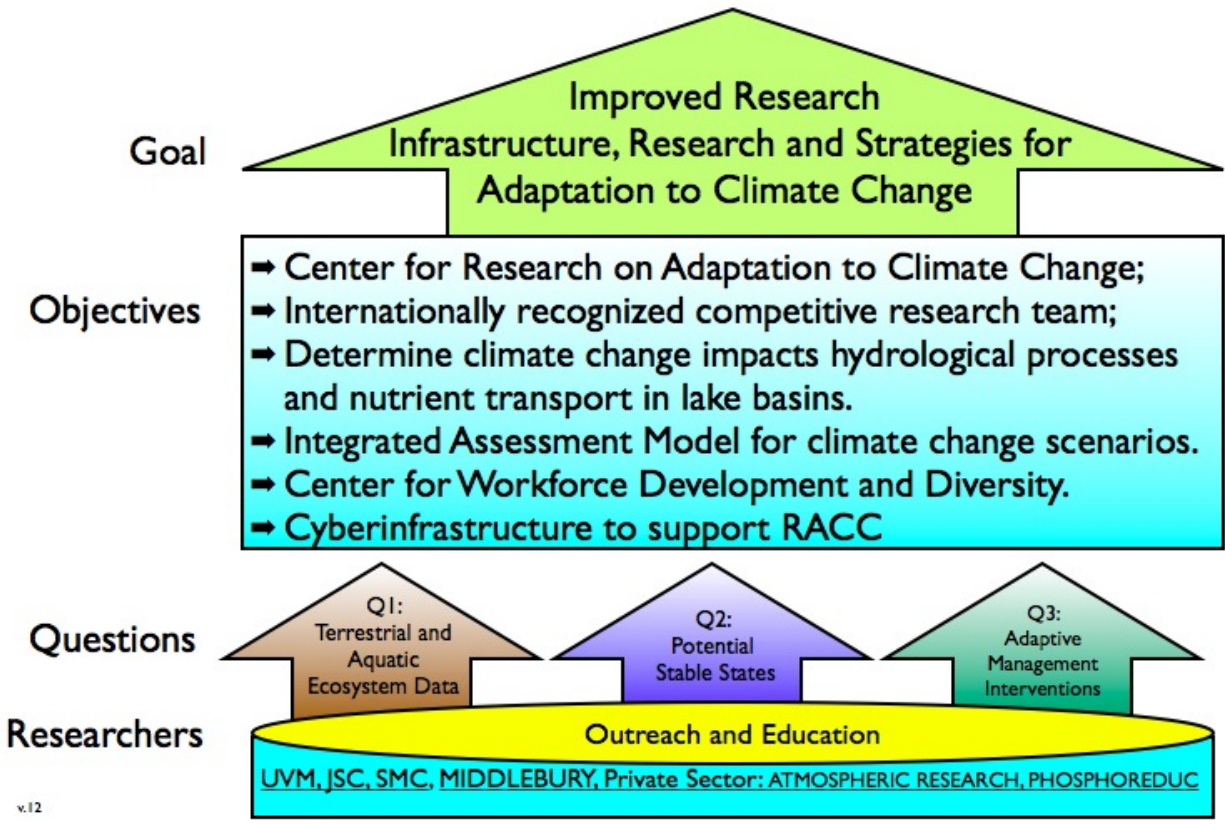 Improved Research
Goal
Infrastructure, Research and Strategies for
Adaptation to Climate Change
Objectives
➡ Center for Research on Adaptation to Climate Change;
➡ Internationally recognized competitive research team;
➡ Determine climate change impacts hydrological processes
and nutrient transport in lake basins.
➡ Integrated Assessment Model for climate change scenarios.
➡ Center for Workforce Development and Diversity.
➡ Cyberinfrastructure to support RACC
Questions
Q1:
Terrestrial and
Aquatic
Ecosystem Data
Q2:
Potential
Stable States
Q3:
Adaptive
Management
Interventions
Researchers
Outreach and Education
UVM, JSC, SMC, MIDDLEBURY, Private Sector: ATMOSPHERIC RESEARCH, PHOSPHOREDUC
v.12